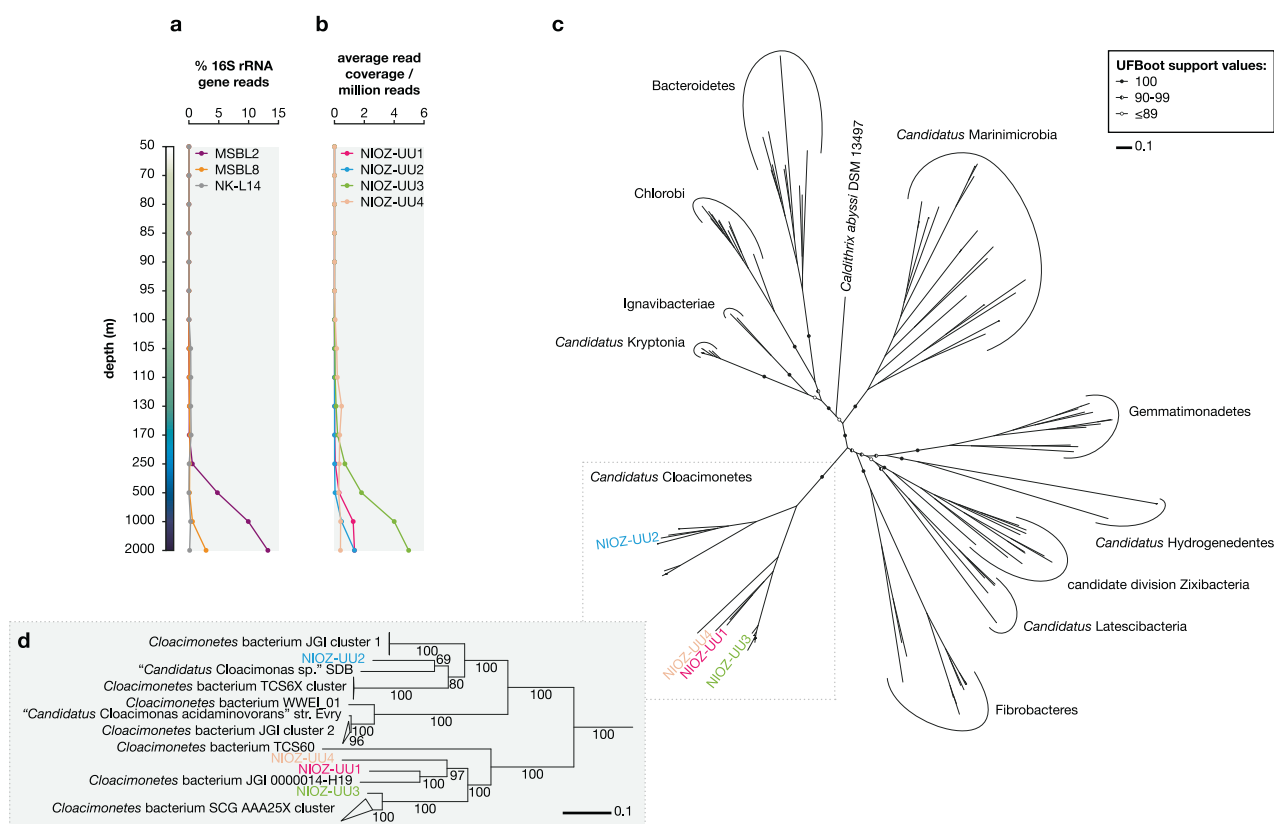 a
% 16S rRNA
gene reads
0 5 10 15
MSBL2
MSBL8
NK-L14
depth (m)
50
70
80
85
90
95
100
105
110
130
170
250
500
1000
2000
b
average read
coverage /
million reads
0 2 4 6
NIOZ-UU1
NIOZ-UU2
NIOZ-UU3
NIOZ-UU4
c
UFBoot support values:
100
90-99
≤89
0.1
Bacteroidetes
Chlorobi
Ignavibacteriae
Candidatus Kryptonia
Caldithrix abyssi DSM 13497
Candidatus Marinimicrobia
Gemmatimonadetes
Candidatus Hydrogenedentes
candidate division Zixibacteria
Candidatus Latescibacteria
Fibrobacteres
Candidatus Cloacimonetes
NIOZ-UU2
NIOZ-UU4
NIOZ-UU1
NIOZ-UU3
d
Cloacimonetes bacterium JGI cluster 1
NIOZ-UU2
"Candidatus Cloacimonas sp." SDB
Cloacimonetes bacterium TCS6X cluster
Cloacimonetes bacterium WWEI_01
"Candidatus Cloacimonas acidaminovorans" str. Evry
Cloacimonetes bacterium JGI cluster 2
Cloacimonetes bacterium TCS60
NIOZ-UU4
NIOZ-UU1
Cloacimonetes bacterium JGI 0000014-H19
NIOZ-UU3
Cloacimonetes bacterium SCG AAA25X cluster
100
69
100
80
100
100
100
100
96
100
97
100
100
100
100
0.1